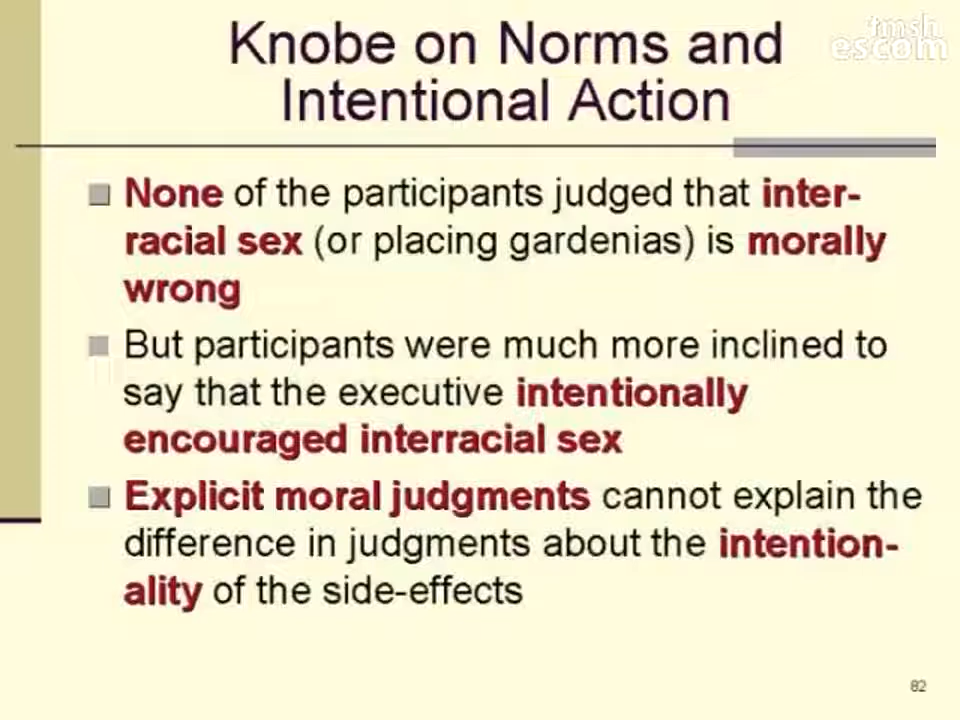 tmsh
escom
Knobe on Norms and
Intentional Action
None of the participants judged that inter-
racial sex (or placing gardenias) is morally
wrong
But participants were much more inclined to
say that the executive intentionally
encouraged interracial sex
Explicit moral judgments cannot explain the
difference in judgments about the intention-
ality of the side-effects
82